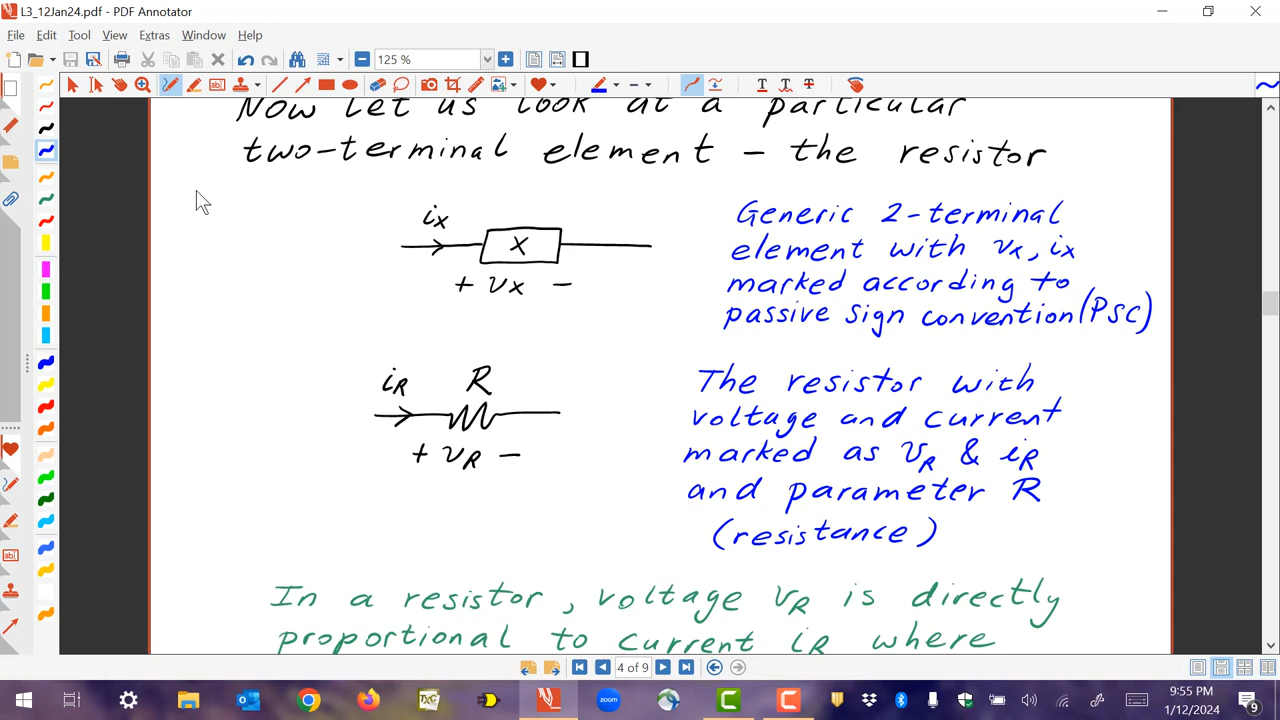 L3_12Jan24.pdf - PDF Annotator
File Edit Tool View Extras Window Help
125 %
Now let us look at a particular
two-terminal element - the resistor
ix
X
+ vx -
Generic 2-terminal
element with vx, ix
marked according to
passive sign convention (PSC)
iR R
+ vR -
The resistor with
voltage and current
marked as vR & iR
and parameter R
(resistance)
In a resistor, voltage vR is directly
proportional to current iR where
4 of 9
9:55 PM
1/12/2024